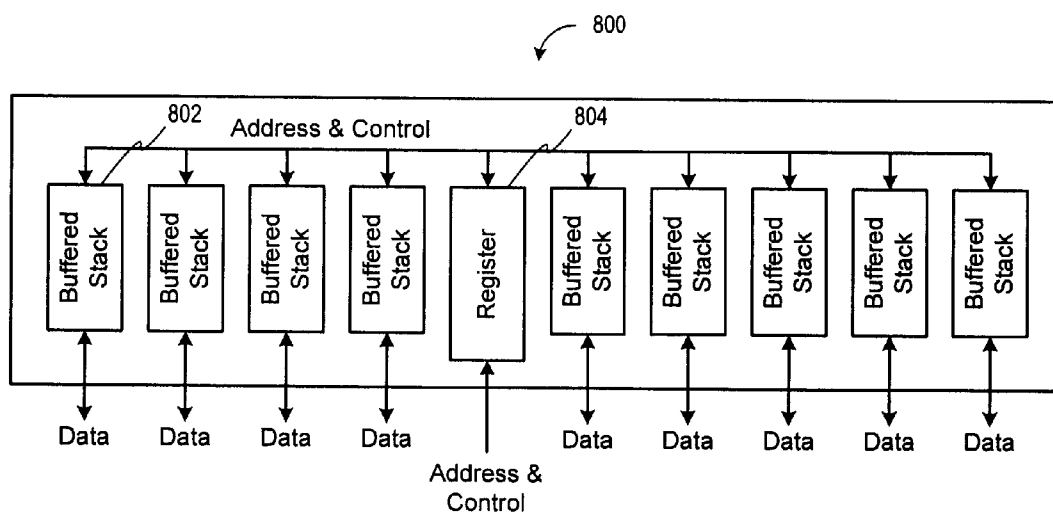 800
802
Address & Control
804
Buffered
Stack
Buffered
Stack
Buffered
Stack
Buffered
Stack
Register
Buffered
Stack
Buffered
Stack
Buffered
Stack
Buffered
Stack
Buffered
Stack
Data
Data
Data
Data
Data
Data
Data
Data
Data
Address &
Control